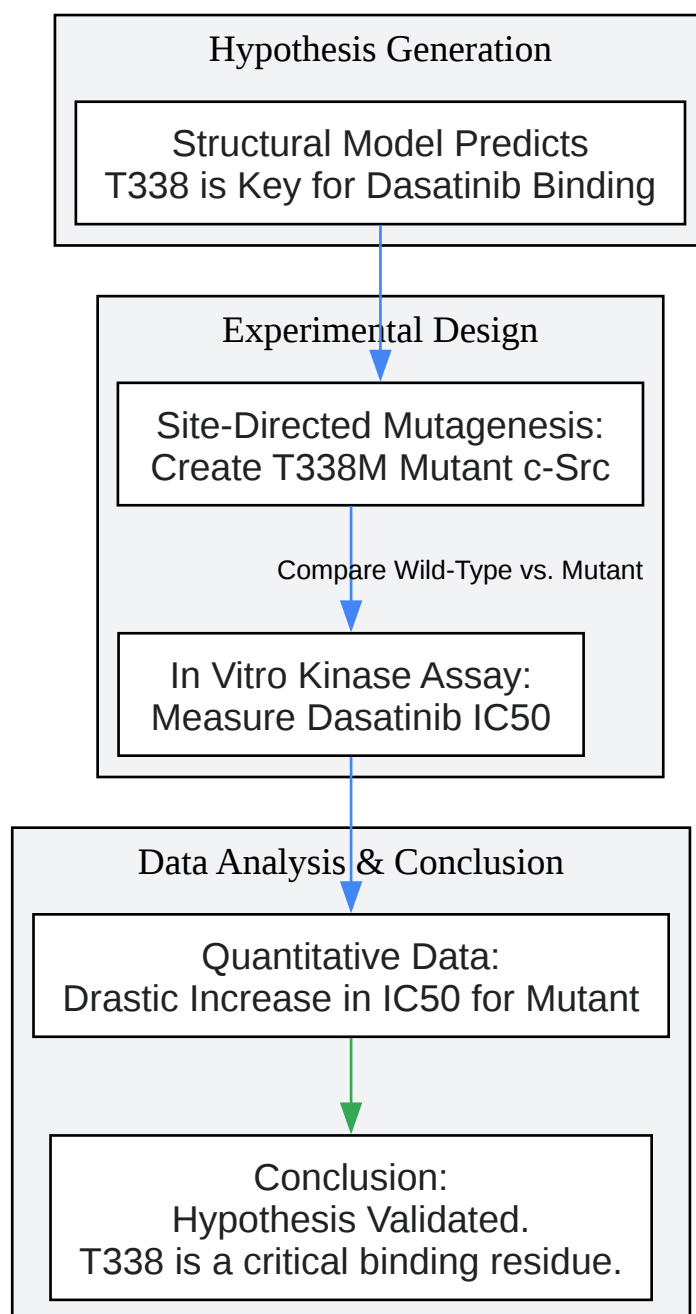 Hypothesis Generation
Structural Model Predicts
T338 is Key for Dasatinib Binding
Experimental Design
Site-Directed Mutagenesis:
Create T338M Mutant c-Src
Compare Wild-Type vs. Mutant
In Vitro Kinase Assay:
Measure Dasatinib IC50
Data Analysis & Conclusion
Quantitative Data:
Drastic Increase in IC50 for Mutant
Conclusion:
Hypothesis Validated.
T338 is a critical binding residue.